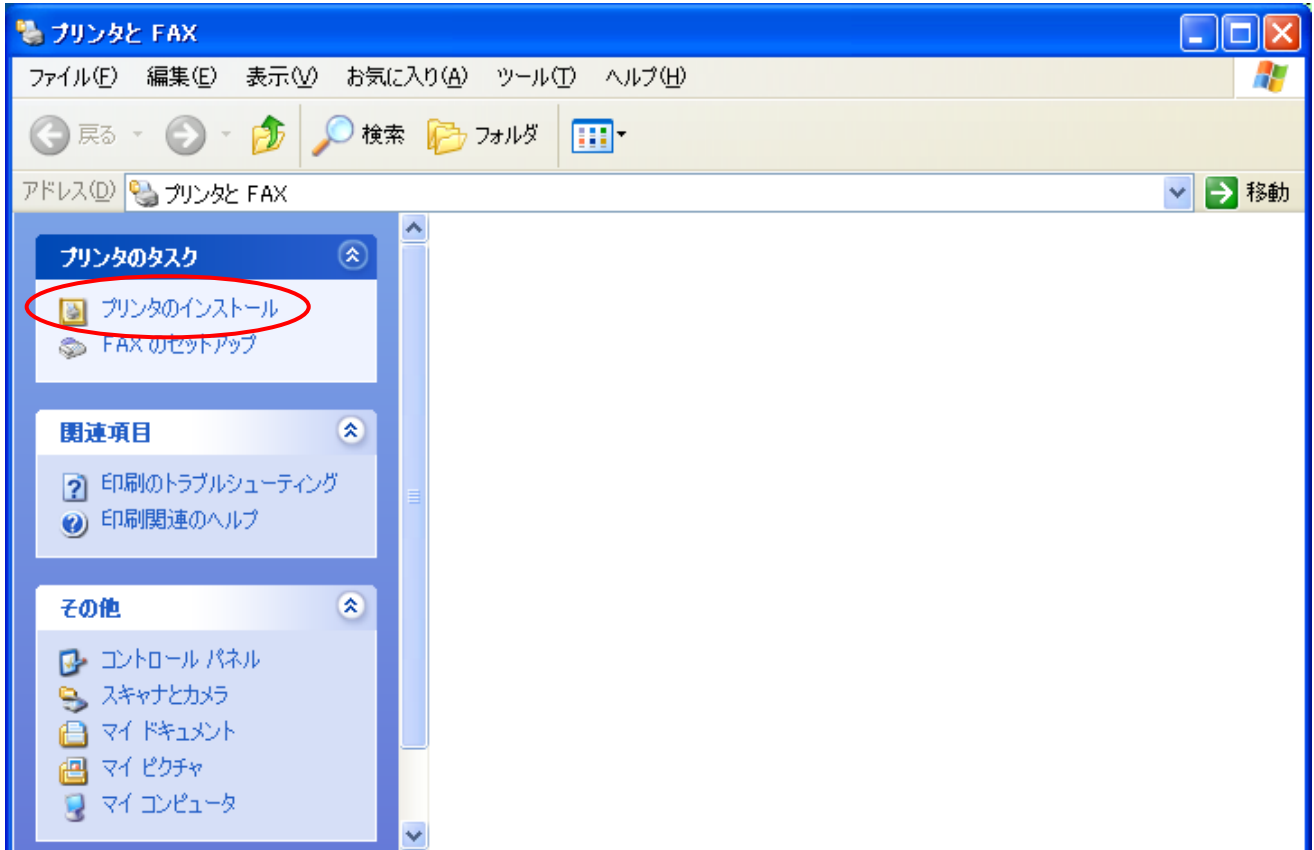 プリンタと FAX
ファイル(F) 編集(E) 表示(V) お気に入り(A) ツール(T) ヘルプ(H)
戻る 検索 フォルダ
アドレス(D) プリンタと FAX 移動
プリンタのタスク
プリンタのインストール
FAX のセットアップ
関連項目
印刷のトラブルシューティング
印刷関連のヘルプ
その他
コントロール パネル
スキャナとカメラ
マイ ドキュメント
マイ ピクチャ
マイ コンピュータ